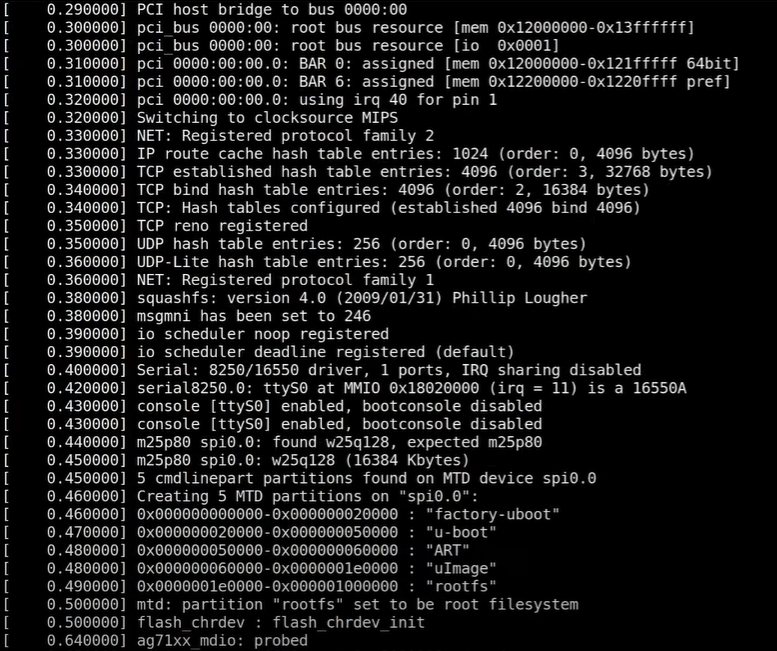 [    0.290000] PCI host bridge to bus 0000:00
[    0.300000] pci_bus 0000:00: root bus resource [mem 0x12000000-0x13ffffff]
[    0.300000] pci_bus 0000:00: root bus resource [io  0x0001]
[    0.310000] pci 0000:00:00.0: BAR 0: assigned [mem 0x12000000-0x121fffff 64bit]
[    0.310000] pci 0000:00:00.0: BAR 6: assigned [mem 0x12200000-0x1220ffff pref]
[    0.320000] pci 0000:00:00.0: using irq 40 for pin 1
[    0.320000] Switching to clocksource MIPS
[    0.330000] NET: Registered protocol family 2
[    0.330000] IP route cache hash table entries: 1024 (order: 0, 4096 bytes)
[    0.330000] TCP established hash table entries: 4096 (order: 3, 32768 bytes)
[    0.340000] TCP bind hash table entries: 4096 (order: 2, 16384 bytes)
[    0.340000] TCP: Hash tables configured (established 4096 bind 4096)
[    0.350000] TCP reno registered
[    0.350000] UDP hash table entries: 256 (order: 0, 4096 bytes)
[    0.360000] UDP-Lite hash table entries: 256 (order: 0, 4096 bytes)
[    0.360000] NET: Registered protocol family 1
[    0.380000] squashfs: version 4.0 (2009/01/31) Phillip Lougher
[    0.380000] msgmni has been set to 246
[    0.390000] io scheduler noop registered
[    0.390000] io scheduler deadline registered (default)
[    0.400000] Serial: 8250/16550 driver, 1 ports, IRQ sharing disabled
[    0.420000] serial8250.0: ttyS0 at MMIO 0x18020000 (irq = 11) is a 16550A
[    0.430000] console [ttyS0] enabled, bootconsole disabled
[    0.430000] console [ttyS0] enabled, bootconsole disabled
[    0.440000] m25p80 spi0.0: found w25q128, expected m25p80
[    0.450000] m25p80 spi0.0: w25q128 (16384 Kbytes)
[    0.450000] 5 cmdlinepart partitions found on MTD device spi0.0
[    0.460000] Creating 5 MTD partitions on "spi0.0":
[    0.460000] 0x000000000000-0x000000020000 : "factory-uboot"
[    0.470000] 0x000000020000-0x000000050000 : "u-boot"
[    0.480000] 0x000000050000-0x000000060000 : "ART"
[    0.480000] 0x000000060000-0x0000001e0000 : "uImage"
[    0.490000] 0x0000001e0000-0x000001000000 : "rootfs"
[    0.500000] mtd: partition "rootfs" set to be root filesystem
[    0.500000] flash_chrdev : flash_chrdev_init
[    0.640000] ag71xx_mdio: probed